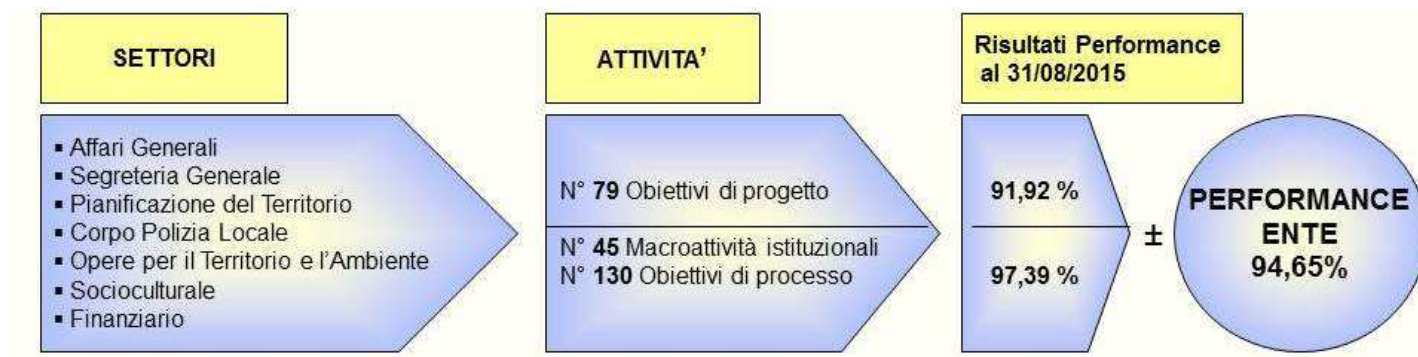 SETTORI
▪ Affari Generali
▪ Segreteria Generale
▪ Pianificazione del Territorio
▪ Corpo Polizia Locale
▪ Opere per il Territorio e l'Ambiente
▪ Socioculturale
▪ Finanziario
ATTIVITA'
N° 79 Obiettivi di progetto
N° 45 Macroattività istituzionali
N° 130 Obiettivi di processo
Risultati Performance
al 31/08/2015
91,92 %
97,39 %
±
PERFORMANCE
ENTE
94,65%